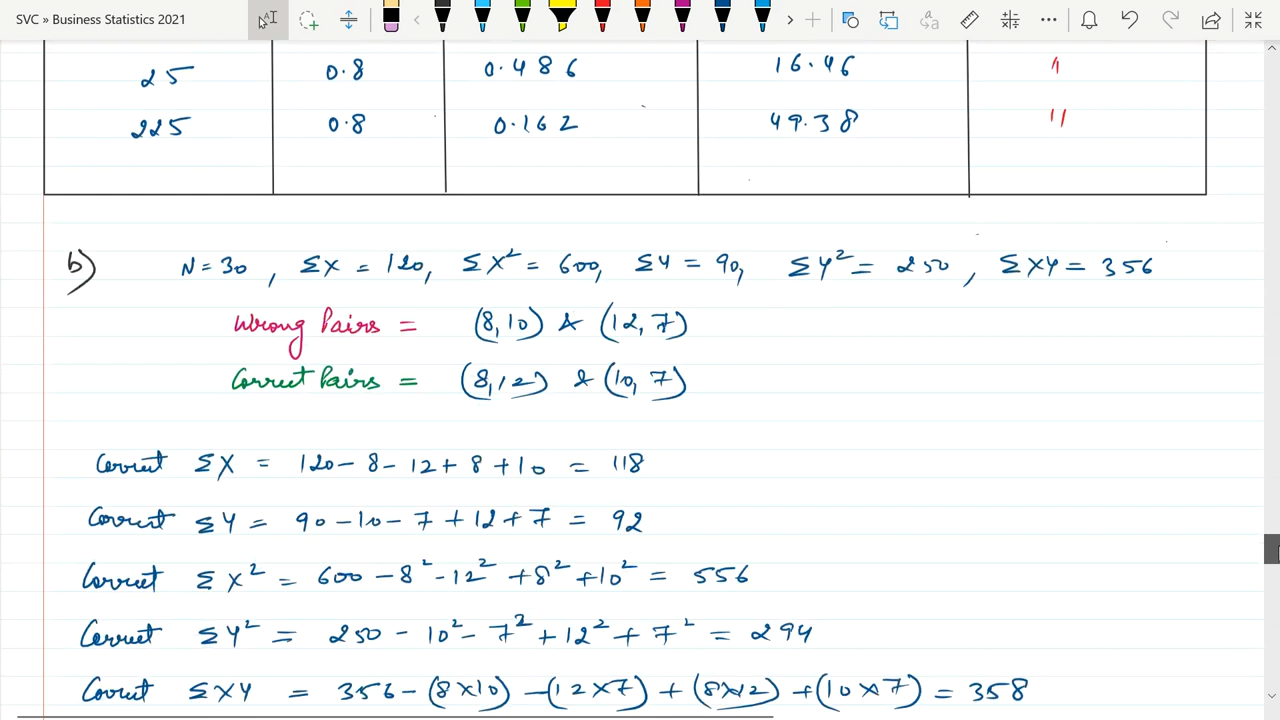 SVC » Business Statistics 2021
25 0.8 0.486 16.46 11
225 0.8 0.162 49.38 11
b) N = 30, ΣX = 120, ΣX² = 600, ΣY = 90, ΣY² = 250, ΣXY = 356
Wrong Pairs = (8,10) & (12,7)
Correct Pairs = (8,12) & (10,7)
Correct ΣX = 120 - 8 - 12 + 8 + 10 = 118
Correct ΣY = 90 - 10 - 7 + 12 + 7 = 92
Correct ΣX² = 600 - 8² - 12² + 8² + 10² = 556
Correct ΣY² = 250 - 10² - 7² + 12² + 7² = 294
Correct ΣXY = 356 - (8×10) - (12×7) + (8×12) + (10×7) = 358